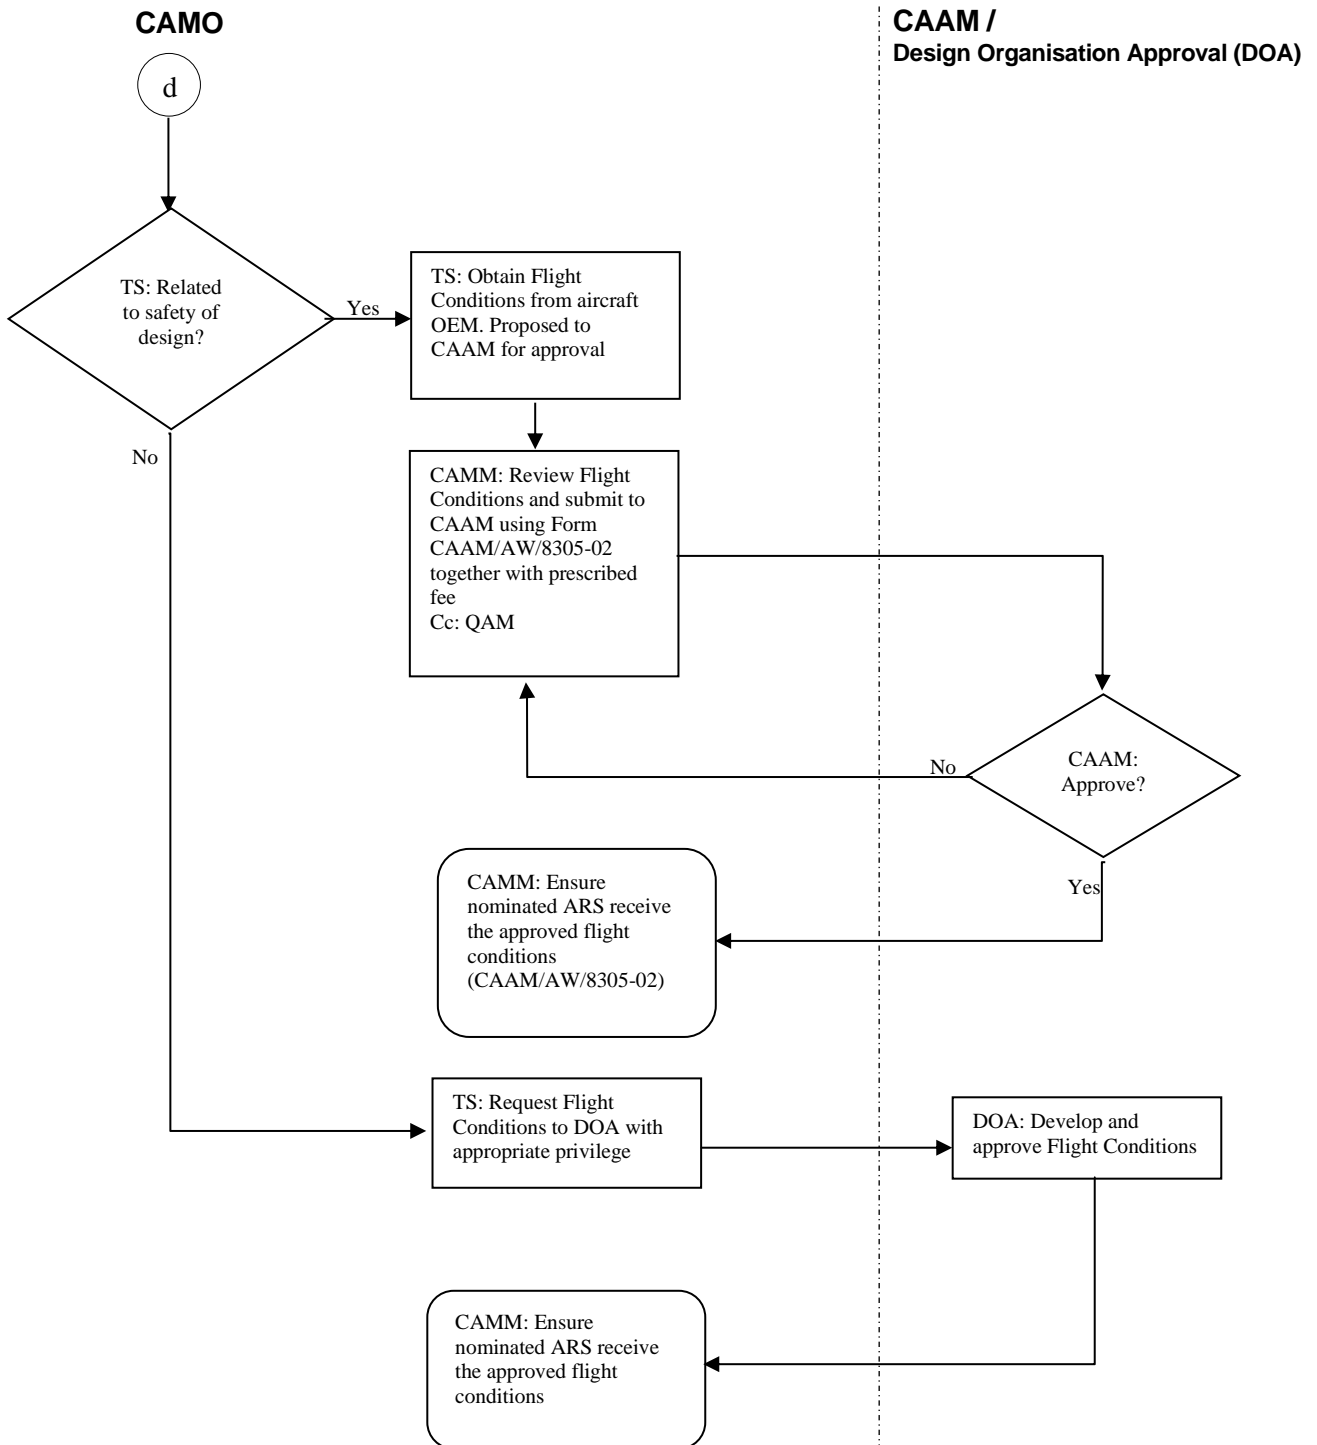 CAMO
CAAM /
Design Organisation Approval (DOA)
d
TS: Related
to safety of
design?
Yes
TS: Obtain Flight
Conditions from aircraft
OEM. Proposed to
CAAM for approval
No
CAMM: Review Flight
Conditions and submit to
CAAM using Form
CAAM/AW/8305-02
together with prescribed
fee
Cc: QAM
No
CAAM:
Approve?
Yes
CAMM: Ensure
nominated ARS receive
the approved flight
conditions
(CAAM/AW/8305-02)
TS: Request Flight
Conditions to DOA with
appropriate privilege
DOA: Develop and
approve Flight Conditions
CAMM: Ensure
nominated ARS receive
the approved flight
conditions